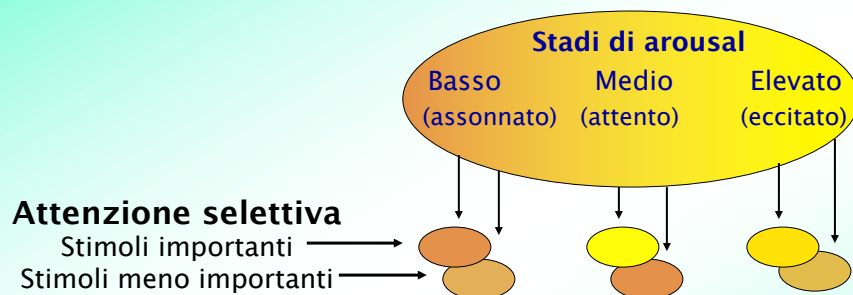 Stadi di arousal
Basso Medio Elevato
(assonnato) (attento) (eccitato)
Attenzione selettiva
Stimoli importanti
Stimoli meno importanti